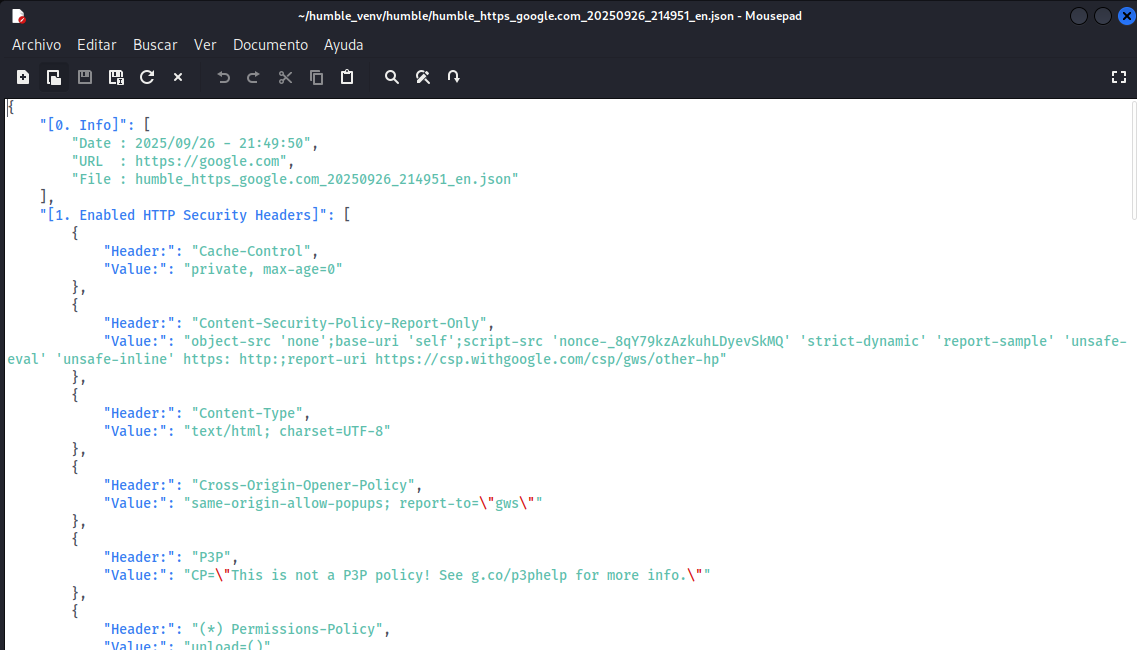 ~/humble_venv/humble/humble_https_google.com_20250926_214951_en.json - Mousepad
Archivo Editar Buscar Ver Documento Ayuda
{
    "[0. Info]": [
        "Date : 2025/09/26 - 21:49:50",
        "URL  : https://google.com",
        "File : humble_https_google.com_20250926_214951_en.json"
    ],
    "[1. Enabled HTTP Security Headers]": [
        {
            "Header:": "Cache-Control",
            "Value:": "private, max-age=0"
        },
        {
            "Header:": "Content-Security-Policy-Report-Only",
            "Value:": "object-src 'none';base-uri 'self';script-src 'nonce-_8qY79kzAzkuhLDyevSkMQ' 'strict-dynamic' 'report-sample' 'unsafe-
eval' 'unsafe-inline' https: http:;report-uri https://csp.withgoogle.com/csp/gws/other-hp"
        },
        {
            "Header:": "Content-Type",
            "Value:": "text/html; charset=UTF-8"
        },
        {
            "Header:": "Cross-Origin-Opener-Policy",
            "Value:": "same-origin-allow-popups; report-to=\"gws\""
        },
        {
            "Header:": "P3P",
            "Value:": "CP=\"This is not a P3P policy! See g.co/p3phelp for more info.\""
        },
        {
            "Header:": "(*) Permissions-Policy",
            "Value:": "unload=()"